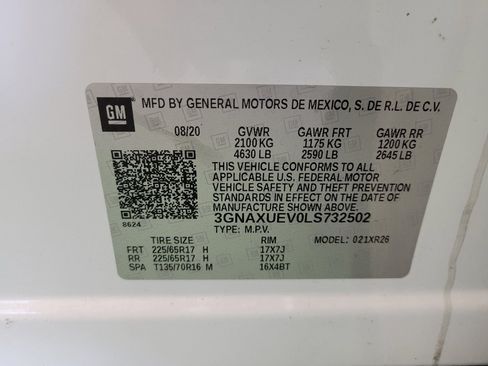 GM MFD BY GENERAL MOTORS DE MEXICO, S. DE R.L. DE C.V.
08/20 GVWR GAWR FRT GAWR RR
2100 KG 1175 KG 1200 KG
4630 LB 2590 LB 2645 LB
THIS VEHICLE CONFORMS TO ALL
APPLICABLE U.S. FEDERAL MOTOR
VEHICLE SAFETY AND THEFT PREVENTION
STANDARDS IN EFFECT ON THE DATE OF
MANUFACTURE SHOWN ABOVE.
3GNAXUEV0LS732502
8624 TYPE: M.P.V.
TIRE SIZE RIM MODEL: 021XR26
FRT 225/65R17 H 17X7J
RR 225/65R17 H 17X7J
SPA T135/70R16 M 16X4BT